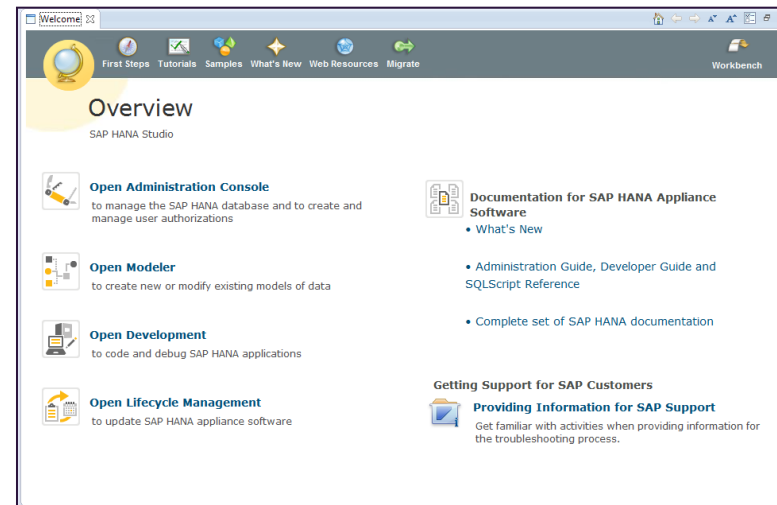 Welcome
First Steps Tutorials Samples What's New Web Resources Migrate
Workbench
Overview
SAP HANA Studio
Open Administration Console
to manage the SAP HANA database and to create and
manage user authorizations
Open Modeler
to create new or modify existing models of data
Open Development
to code and debug SAP HANA applications
Open Lifecycle Management
to update SAP HANA appliance software
Documentation for SAP HANA Appliance
Software
• What's New
• Administration Guide, Developer Guide and
SQLScript Reference
• Complete set of SAP HANA documentation
Getting Support for SAP Customers
Providing Information for SAP Support
Get familiar with activities when providing information for
the troubleshooting process.